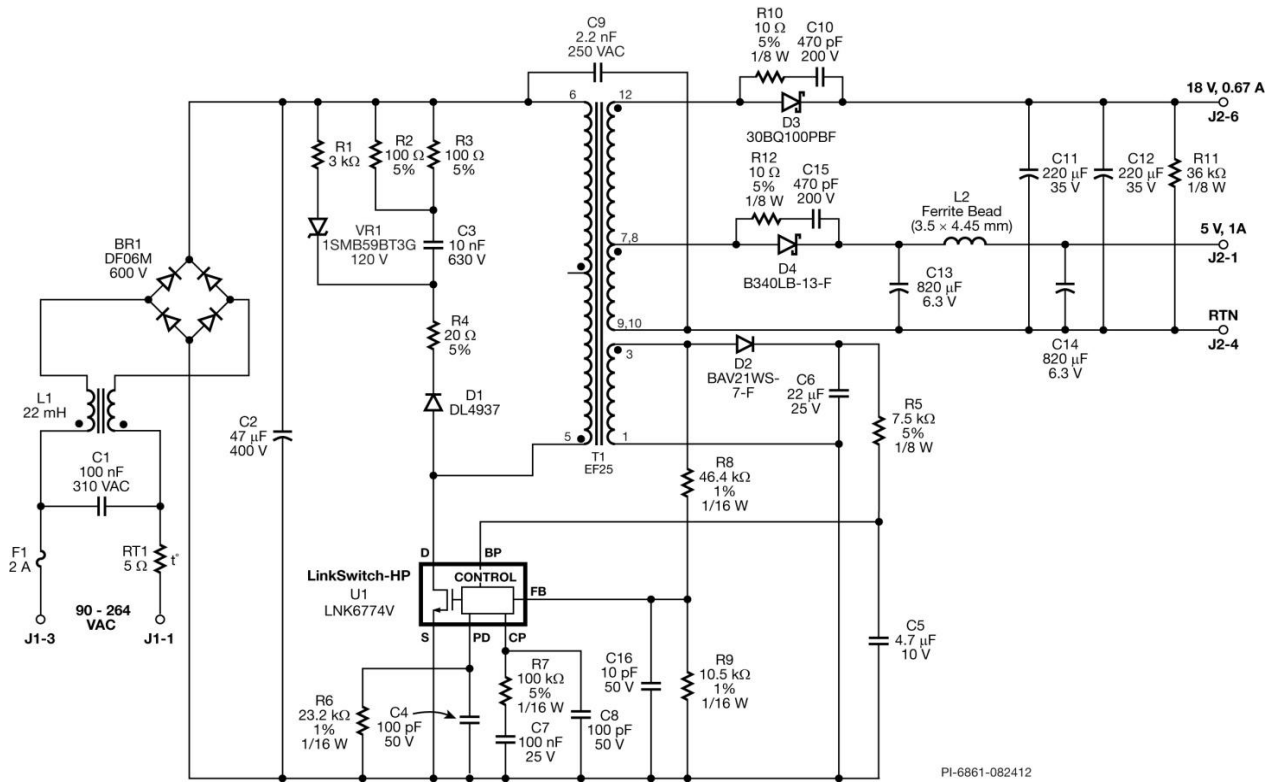 C9
2.2 nF
250 VAC
R10
10 Ω
5%
1/8 W
C10
470 pF
200 V
D3
30BQ100PBF
18 V, 0.67 A
J2-6
6
12
R1
3 kΩ
R2
100 Ω
5%
R3
100 Ω
5%
VR1
1SMB59BT3G
120 V
C3
10 nF
630 V
R12
10 Ω
5%
1/8 W
C15
470 pF
200 V
C11
220 µF
35 V
C12
220 µF
35 V
R11
36 kΩ
1/8 W
L2
Ferrite Bead
(3.5 × 4.45 mm)
7,8
D4
B340LB-13-F
5 V, 1A
J2-1
BR1
DF06M
600 V
C13
820 µF
6.3 V
R4
20 Ω
5%
9,10
RTN
J2-4
C14
820 µF
6.3 V
3
D2
BAV21WS-
7-F
C6
22 µF
25 V
R5
7.5 kΩ
5%
1/8 W
L1
22 mH
D1
DL4937
C2
47 µF
400 V
5
1
T1
EF25
C1
100 nF
310 VAC
R8
46.4 kΩ
1%
1/16 W
F1
2 A
RT1
5 Ω
t°
90 - 264
VAC
J1-3
J1-1
LinkSwitch-HP
U1
LNK6774V
D
BP
CONTROL
FB
S
PD
CP
C5
4.7 µF
10 V
R6
23.2 kΩ
1%
1/16 W
C4
100 pF
50 V
R7
100 kΩ
5%
1/16 W
C7
100 nF
25 V
C8
100 pF
50 V
C16
10 pF
50 V
R9
10.5 kΩ
1%
1/16 W
PI-6861-082412